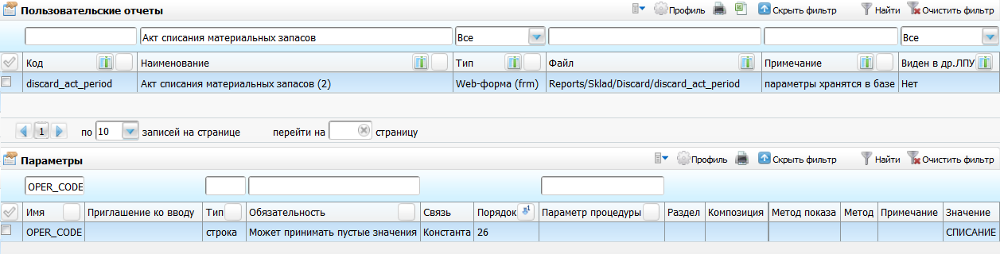 Пользовательские отчеты Профиль Скрыть фильтр Найти Очистить фильтр
Акт списания материальных запасов Все Все
Код Наименование Тип Файл Примечание Виден в др.ЛПУ
discard_act_period Акт списания материальных запасов (2) Web-форма (frm) Reports/Sklad/Discard/discard_act_period параметры хранятся в базе Нет
1 по 10 записей на странице перейти на страницу
Параметры Профиль Скрыть фильтр Найти Очистить фильтр
OPER_CODE
Имя Приглашение ко вводу Тип Обязательность Связь Порядок 1 Параметр процедуры Раздел Композиция Метод показа Метод Примечание Значение
OPER_CODE строка Может принимать пустые значения Константа 26 СПИСАНИЕ